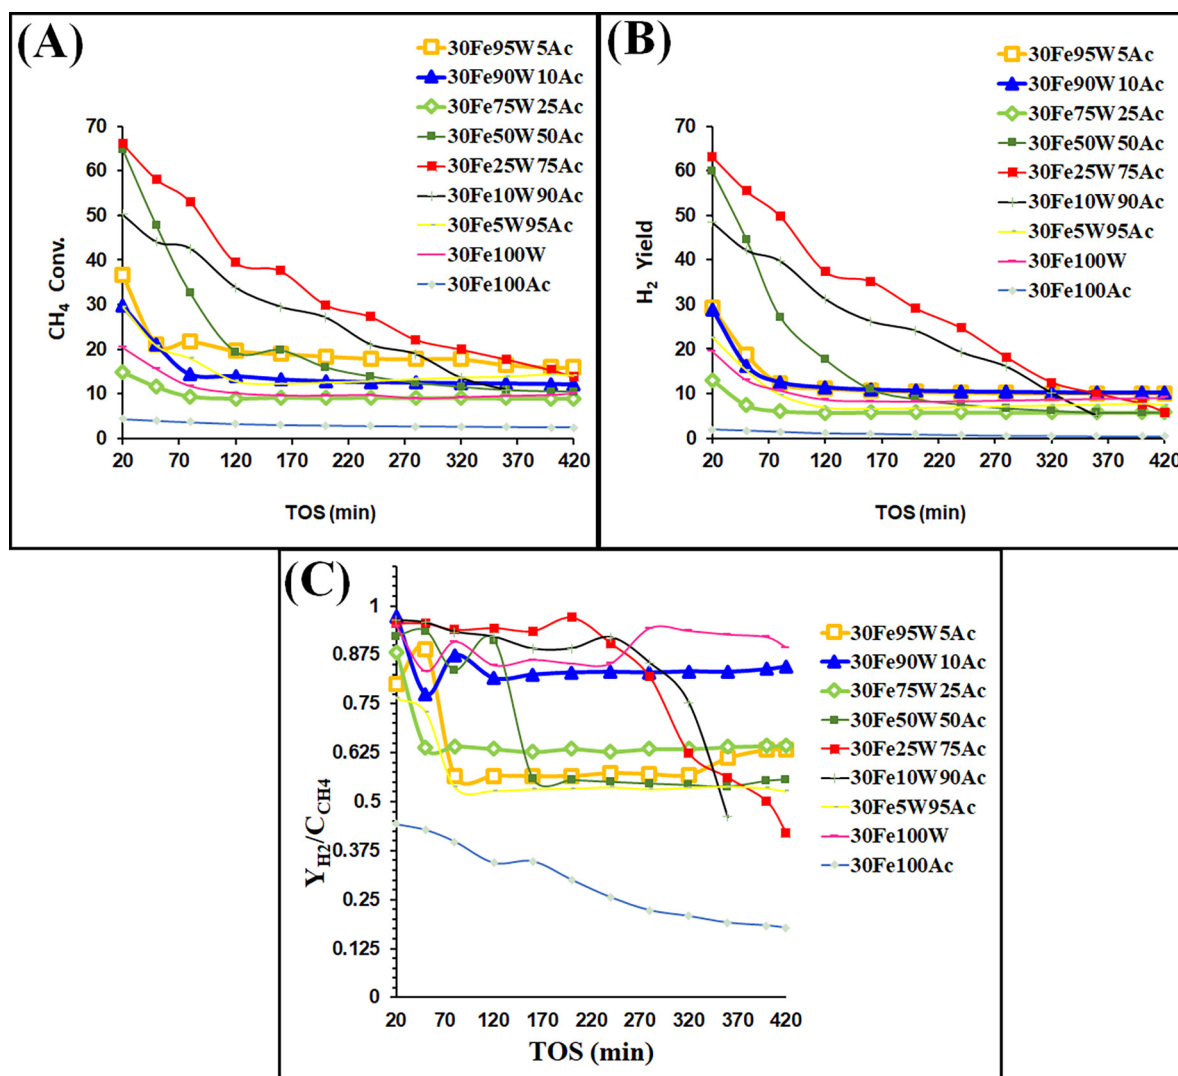 (A)
30Fe95W5Ac
30Fe90W10Ac
30Fe75W25Ac
30Fe50W50Ac
30Fe25W75Ac
30Fe10W90Ac
30Fe5W95Ac
30Fe100W
30Fe100Ac
CH4 Conv.
70
60
50
40
30
20
10
0
20 70 120 170 220 270 320 370 420
TOS (min)
(B)
30Fe95W5Ac
30Fe90W10Ac
30Fe75W25Ac
30Fe50W50Ac
30Fe25W75Ac
30Fe10W90Ac
30Fe5W95Ac
30Fe100W
30Fe100Ac
H2 Yield
70
60
50
40
30
20
10
0
20 70 120 170 220 270 320 370 420
TOS (min)
(C)
30Fe95W5Ac
30Fe90W10Ac
30Fe75W25Ac
30Fe50W50Ac
30Fe25W75Ac
30Fe10W90Ac
30Fe5W95Ac
30Fe100W
30Fe100Ac
YH2/CCH4
1
0.875
0.75
0.625
0.5
0.375
0.25
0.125
0
20 70 120 170 220 270 320 370 420
TOS (min)